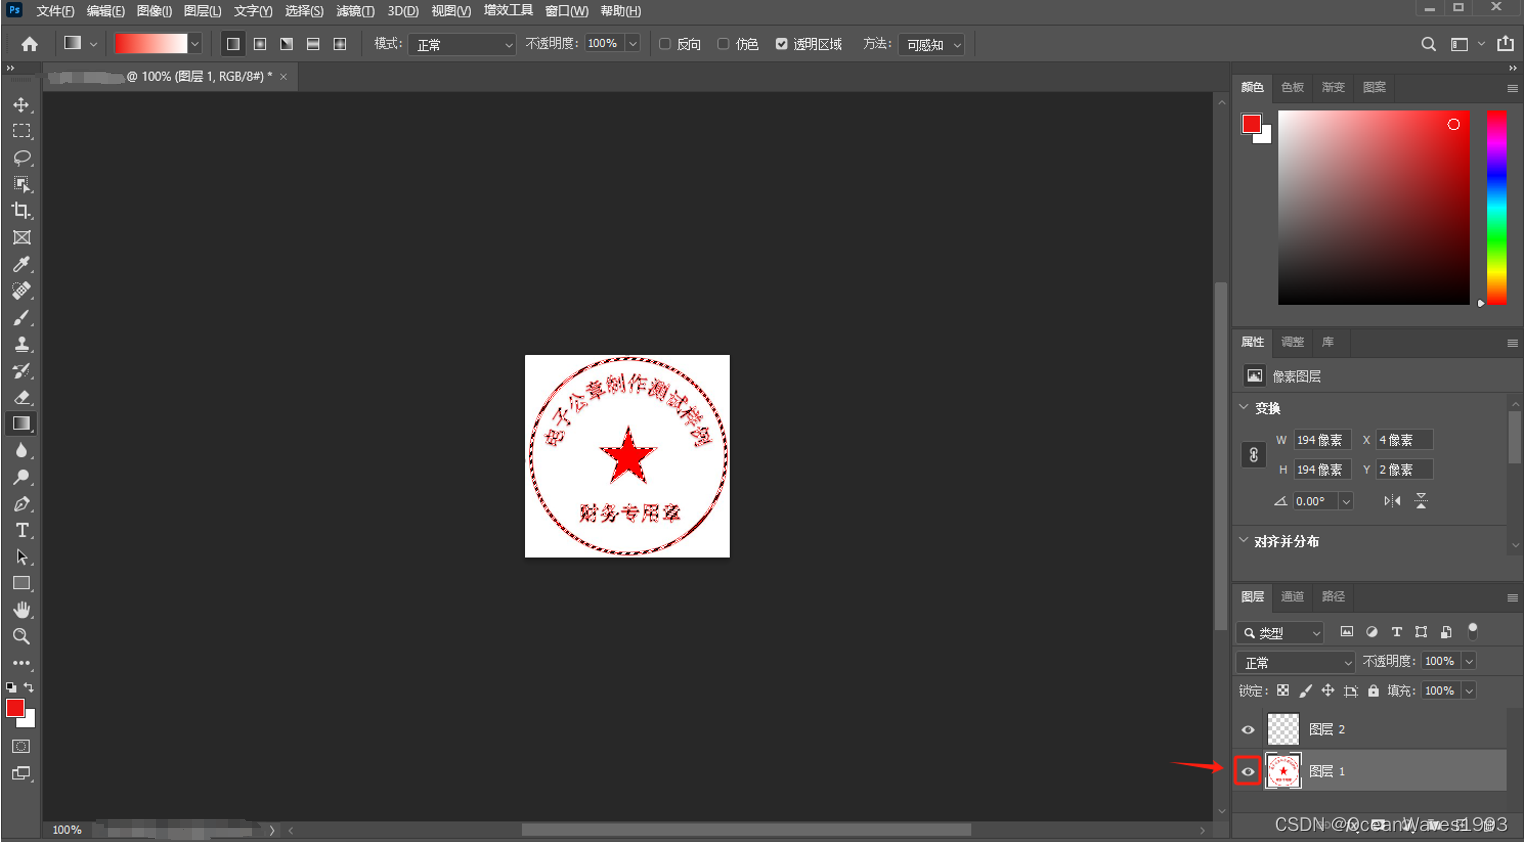 Ps 文件(F) 编辑(E) 图像(I) 图层(L) 文字(Y) 选择(S) 滤镜(T) 3D(D) 视图(V) 增效工具 窗口(W) 帮助(H)
模式: 正常 不透明度: 100% 反向 仿色 透明区域 方法: 可感知
@ 100% (图层 1, RGB/8#) * ×
颜色 色板 渐变 图案
电子公章制作测试样例
财务专用章
属性 调整 库
像素图层
变换
W 194 像素 X 4 像素
H 194 像素 Y 2 像素
0.00°
对齐并分布
图层 通道 路径
类型
正常 不透明度: 100%
锁定: 填充: 100%
图层 2
图层 1
100%
CSDN @OceanWaves1993